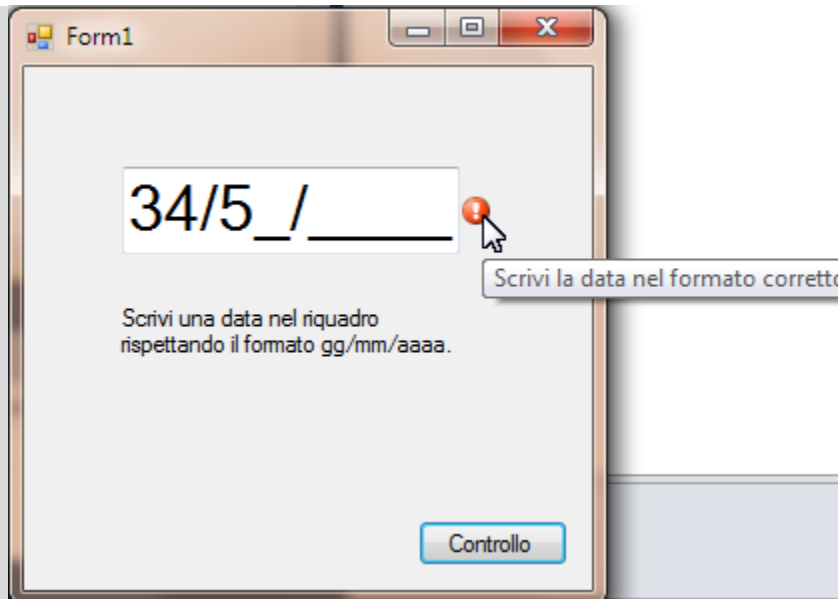 Form1
34/5_/____
Scrivi la data nel formato corretto
Scrivi una data nel riquadro
rispettando il formato gg/mm/aaaa.
Controllo